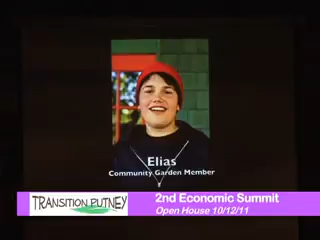 Elias
Community Garden Member
TRANSITION PUTNEY
2nd Economic Summit
Open House 10/12/11